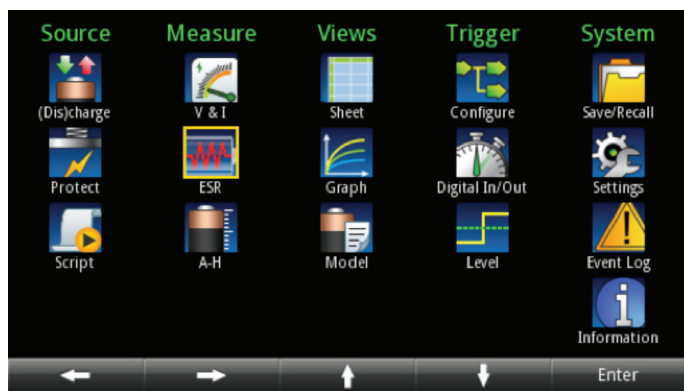 Source Measure Views Trigger System
(Dis)charge V & I Sheet Configure Save/Recall
Protect ESR Graph Digital In/Out Settings
Script A-H Model Level Event Log
Information
Enter